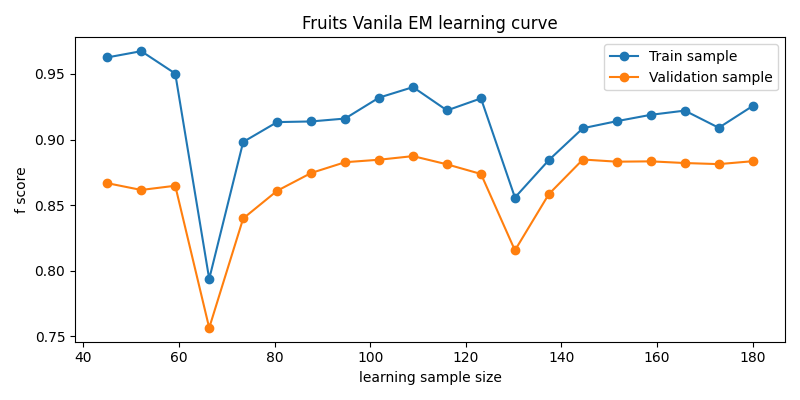 Fruits Vanila EM learning curve
Train sample
Validation sample
0.95
0.90
0.85
0.80
0.75
f score
40 60 80 100 120 140 160 180
learning sample size